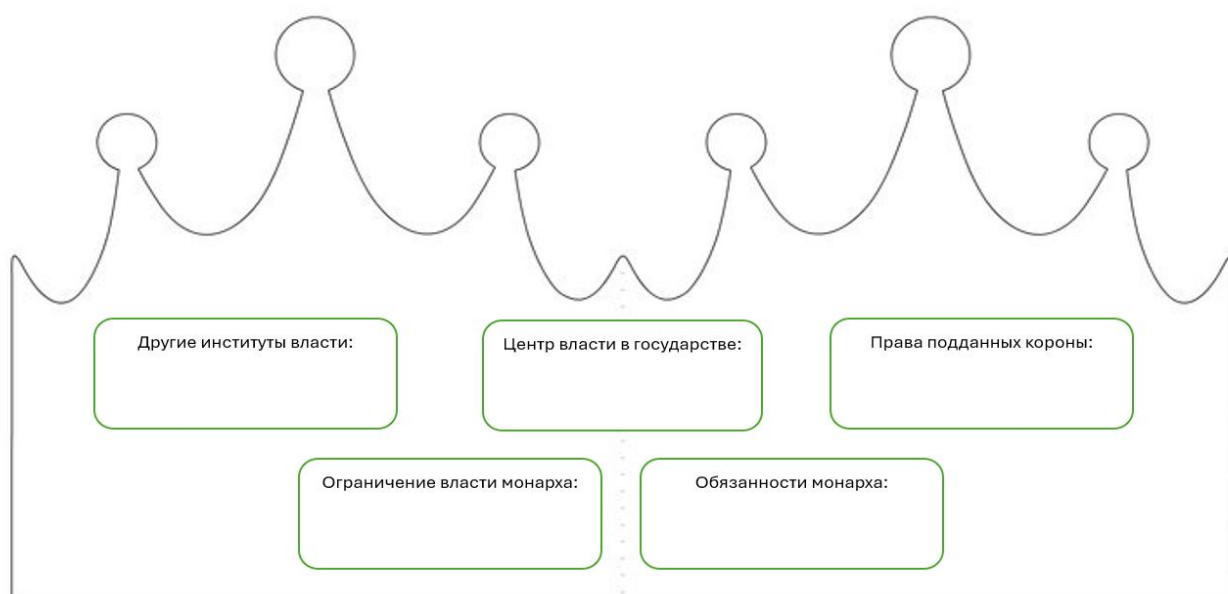 Другие институты власти:
Центр власти в государстве:
Права подданных короны:
Ограничение власти монарха:
Обязанности монарха: